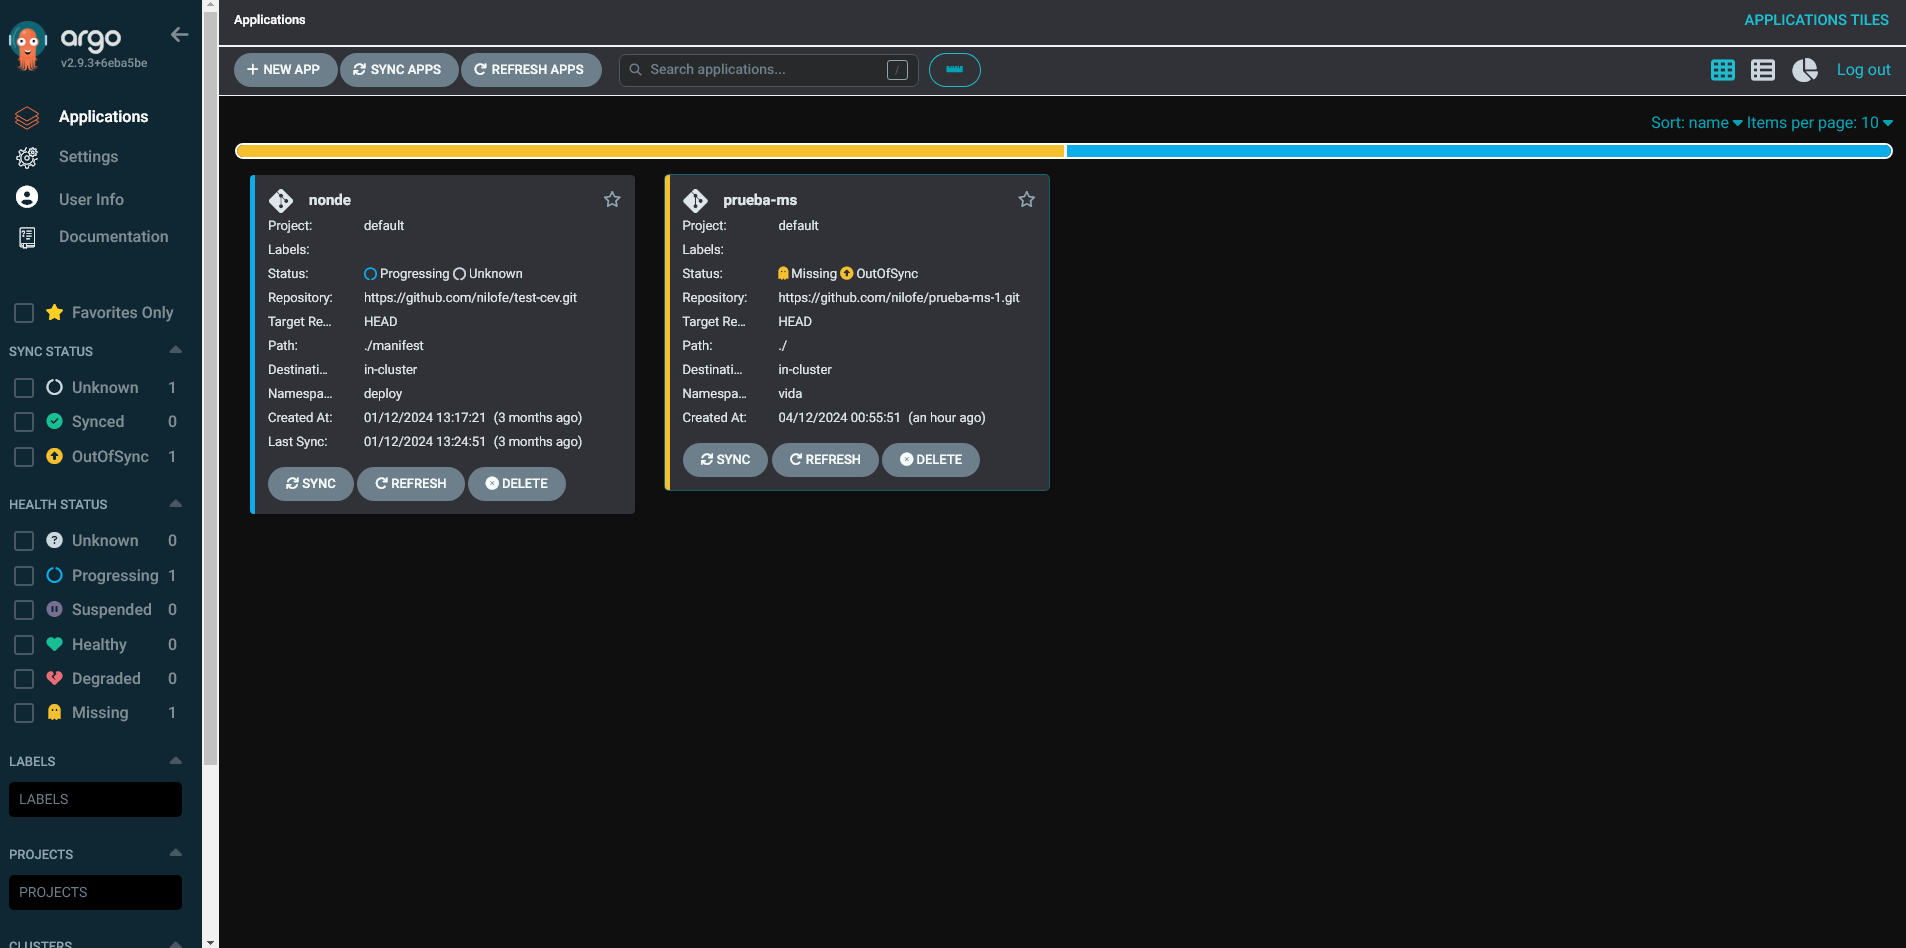 argo
v2.9.3+6eba5be
Applications
Settings
User Info
Documentation
Favorites Only
SYNC STATUS
Unknown 1
Synced 0
OutOfSync 1
HEALTH STATUS
Unknown 0
Progressing 1
Suspended 0
Healthy 0
Degraded 0
Missing 1
LABELS
LABELS
PROJECTS
PROJECTS
CLUSTERS
Applications
APPLICATIONS TILES
NEW APP SYNC APPS REFRESH APPS Search applications... / Log out
Sort: name Items per page: 10
nonde
Project: default
Labels:
Status: Progressing Unknown
Repository: https://github.com/nilofe/test-cev.git
Target Re... HEAD
Path: ./manifest
Destinati... in-cluster
Namespa... deploy
Created At: 01/12/2024 13:17:21 (3 months ago)
Last Sync: 01/12/2024 13:24:51 (3 months ago)
SYNC REFRESH DELETE
prueba-ms
Project: default
Labels:
Status: Missing OutOfSync
Repository: https://github.com/nilofe/prueba-ms-1.git
Target Re... HEAD
Path: ./
Destinati... in-cluster
Namespa... vida
Created At: 04/12/2024 00:55:51 (an hour ago)
SYNC REFRESH DELETE